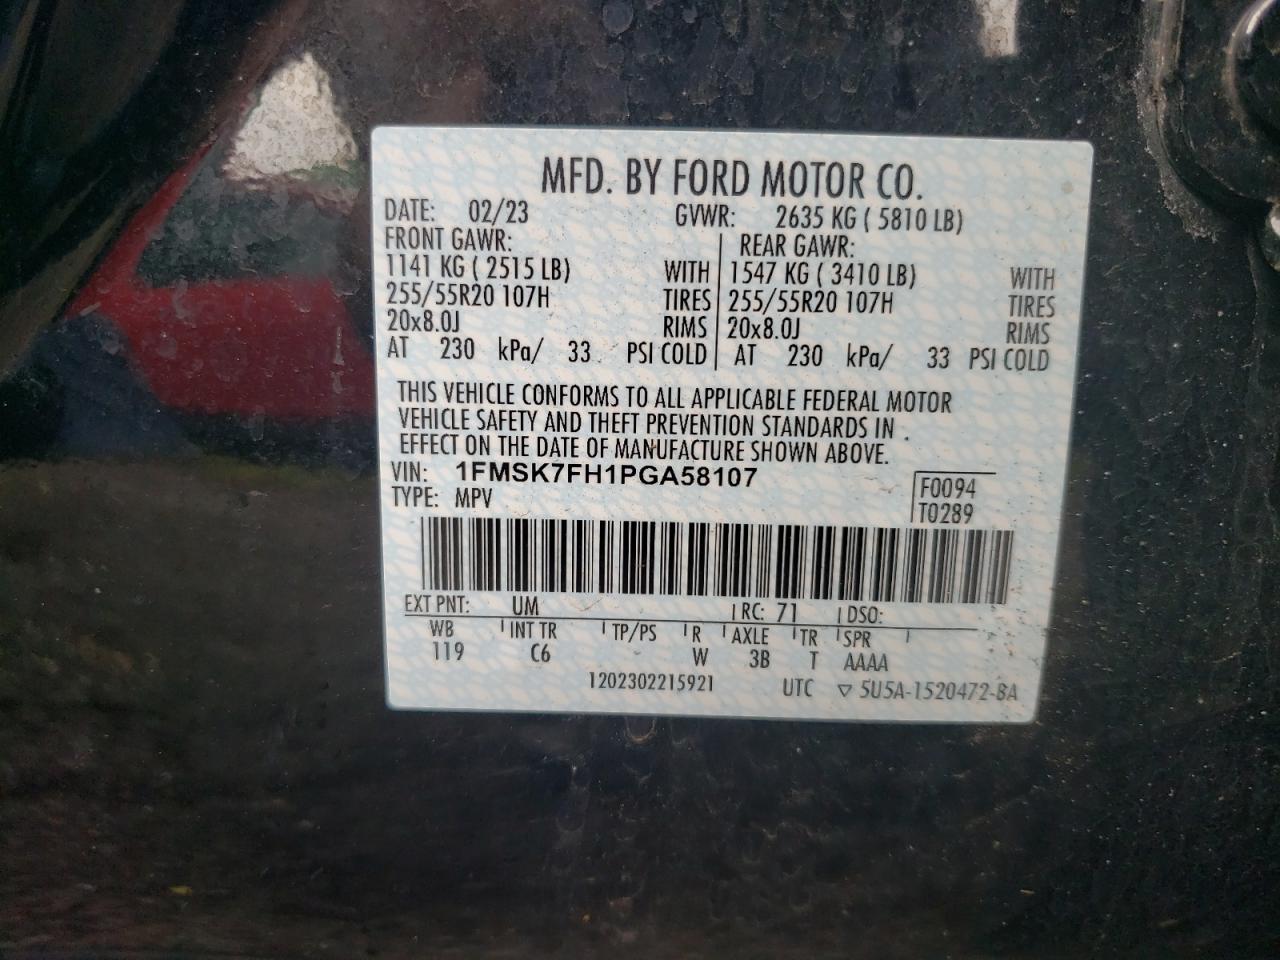 MFD. BY FORD MOTOR CO.
DATE: 02/23 GVWR: 2635 KG ( 5810 LB)
FRONT GAWR: REAR GAWR:
1141 KG ( 2515 LB) WITH 1547 KG ( 3410 LB) WITH
255/55R20 107H TIRES 255/55R20 107H TIRES
20x8.0J RIMS 20x8.0J RIMS
AT 230 kPa/ 33 PSI COLD AT 230 kPa/ 33 PSI COLD
THIS VEHICLE CONFORMS TO ALL APPLICABLE FEDERAL MOTOR
VEHICLE SAFETY AND THEFT PREVENTION STANDARDS IN
EFFECT ON THE DATE OF MANUFACTURE SHOWN ABOVE.
VIN: 1FMSK7FH1PGA58107
TYPE: MPV
F0094
T0289
EXT PNT: UM RC: 71 DSO:
WB INT TR TP/PS R AXLE TR SPR
119 C6 W 3B T AAAA
1202302215921 UTC ▽ 5U5A-1520472-BA